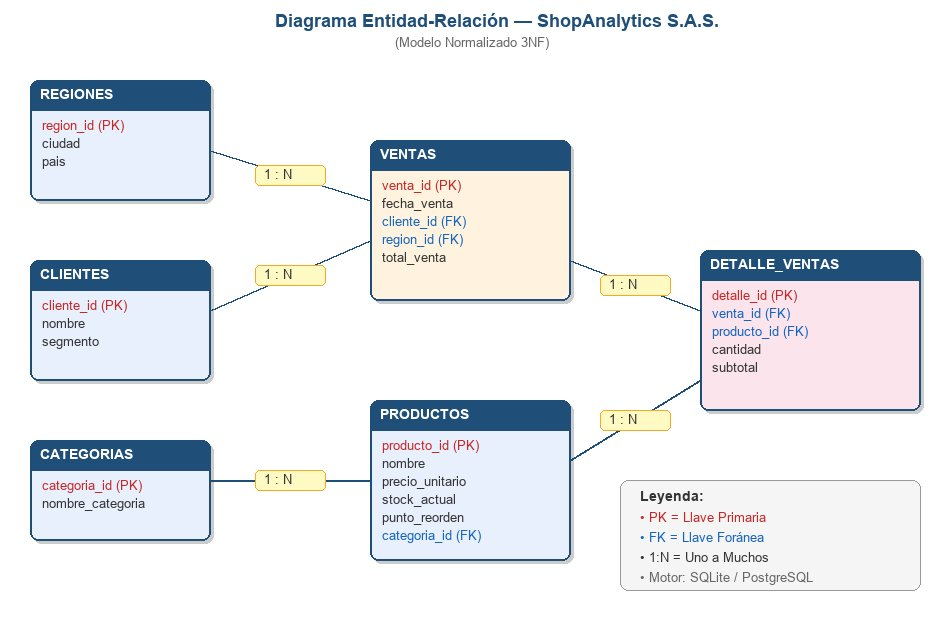 Diagrama Entidad-Relación — ShopAnalytics S.A.S.
(Modelo Normalizado 3NF)
REGIONES
region_id (PK)
ciudad
pais
1 : N
VENTAS
venta_id (PK)
fecha_venta
cliente_id (FK)
region_id (FK)
total_venta
CLIENTES
cliente_id (PK)
nombre
segmento
1 : N
1 : N
DETALLE_VENTAS
detalle_id (PK)
venta_id (FK)
producto_id (FK)
cantidad
subtotal
CATEGORIAS
categoria_id (PK)
nombre_categoria
1 : N
PRODUCTOS
producto_id (PK)
nombre
precio_unitario
stock_actual
punto_reorden
categoria_id (FK)
1 : N
Leyenda:
• PK = Llave Primaria
• FK = Llave Foránea
• 1:N = Uno a Muchos
• Motor: SQLite / PostgreSQL